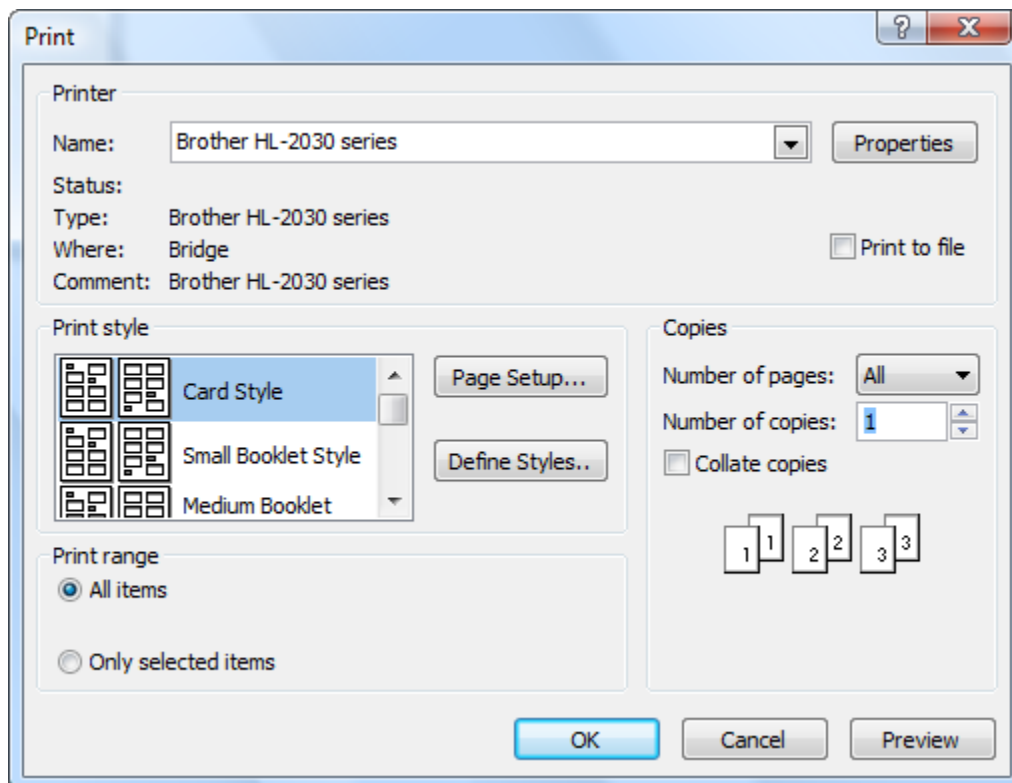 Print
Printer
Name: Brother HL-2030 series Properties
Status:
Type: Brother HL-2030 series
Where: Bridge Print to file
Comment: Brother HL-2030 series
Print style
Card Style
Small Booklet Style
Medium Booklet
Page Setup...
Define Styles..
Copies
Number of pages: All
Number of copies: 1
Collate copies
1 1 2 2 3 3
Print range
All items
Only selected items
OK Cancel Preview